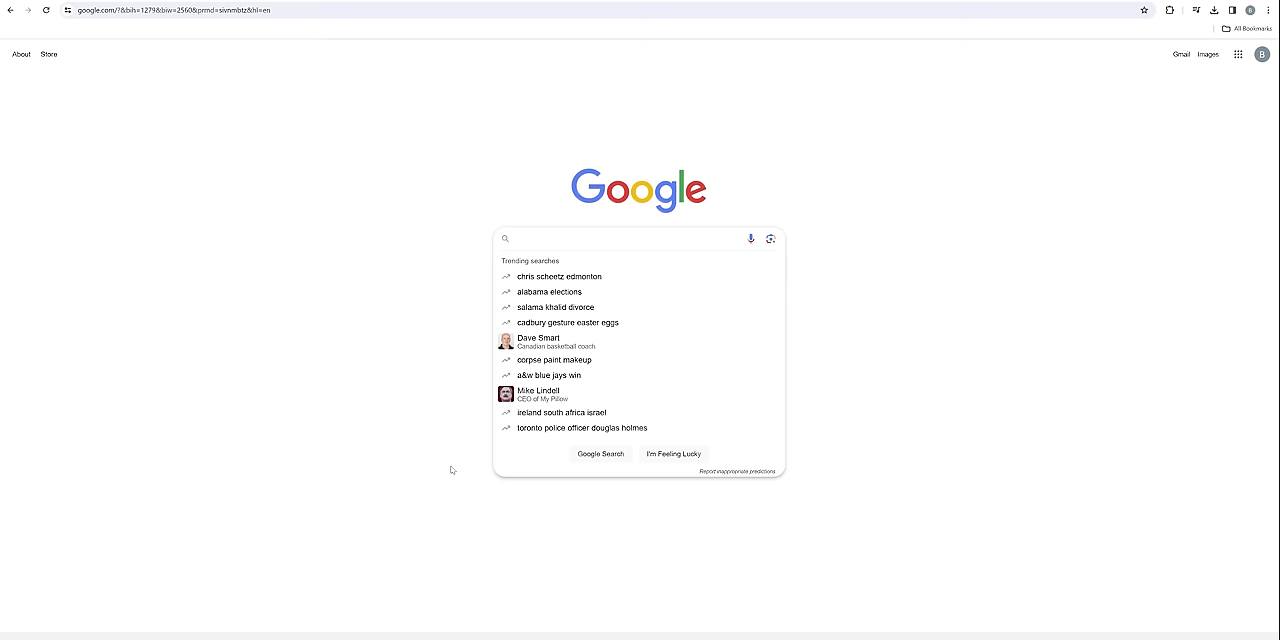 google.com/?&bih=1279&biw=2560&prmd=sivnmbtz&hl=en
B
All Bookmarks
About Store
Gmail Images
B
Google
Trending searches
chris scheetz edmonton
alabama elections
salama khalid divorce
cadbury gesture easter eggs
Dave Smart
Canadian basketball coach
corpse paint makeup
a&w blue jays win
Mike Lindell
CEO of My Pillow
ireland south africa israel
toronto police officer douglas holmes
Google Search I'm Feeling Lucky
Report inappropriate predictions